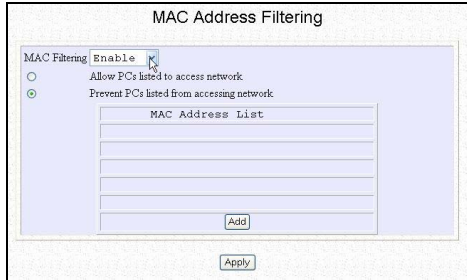 MAC Address Filtering
MAC Filtering Enable
Allow PCs listed to access network
Prevent PCs listed from accessing network
MAC Address List
Add
Apply